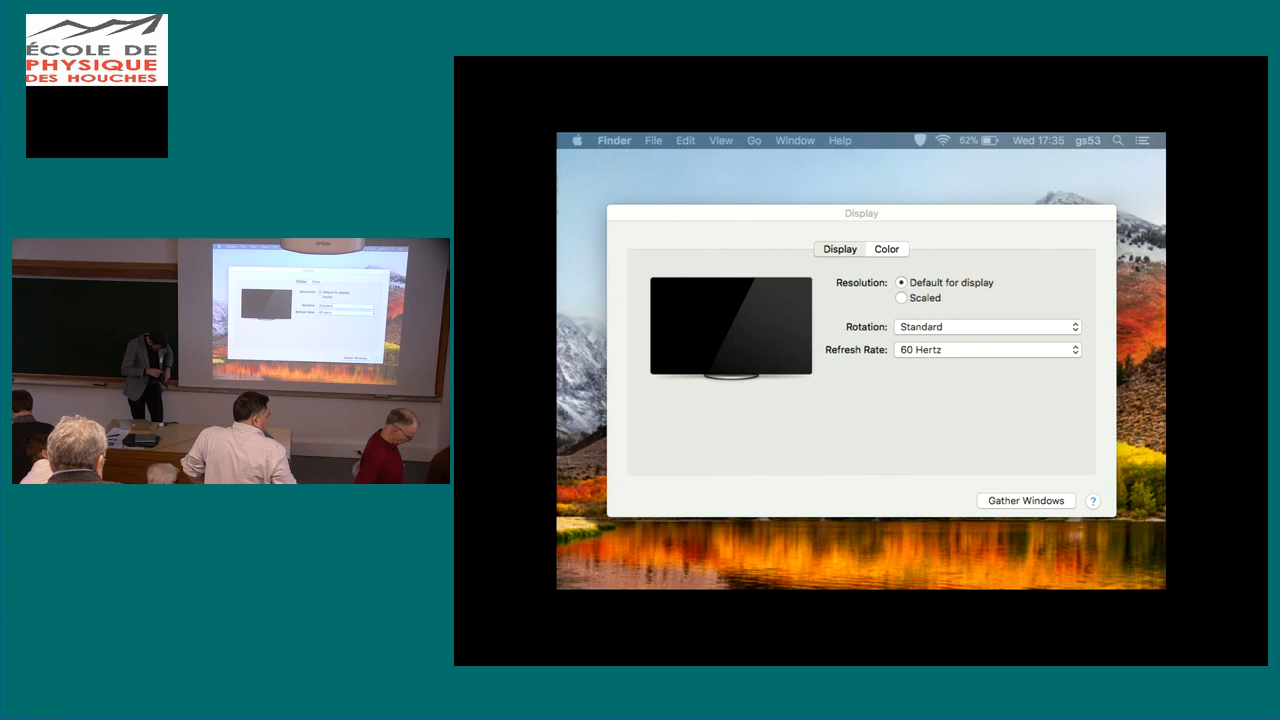 ÉCOLE DE
PHYSIQUE
DES HOUCHES
Finder File Edit View Go Window Help 62% Wed 17:35 gs53
Display
Display Color
Resolution: Default for display
Scaled
Rotation: Standard
Refresh Rate: 60 Hertz
Gather Windows ?
EPSON